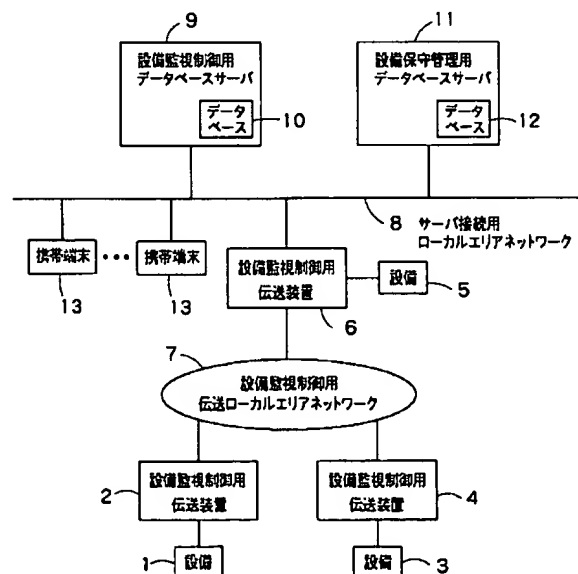 9
11
設備監視制御用
データベースサーバ
データ
ベース
10
設備保守管理用
データベースサーバ
データ
ベース
12
8
サーバ接続用
ローカルエリアネットワーク
携帯端末
•••
携帯端末
13
13
設備監視制御用
伝送装置
6
設備
5
7
設備監視制御用
伝送ローカルエリアネットワーク
2
設備監視制御用
伝送装置
設備監視制御用
伝送装置
4
1
設備
設備
3